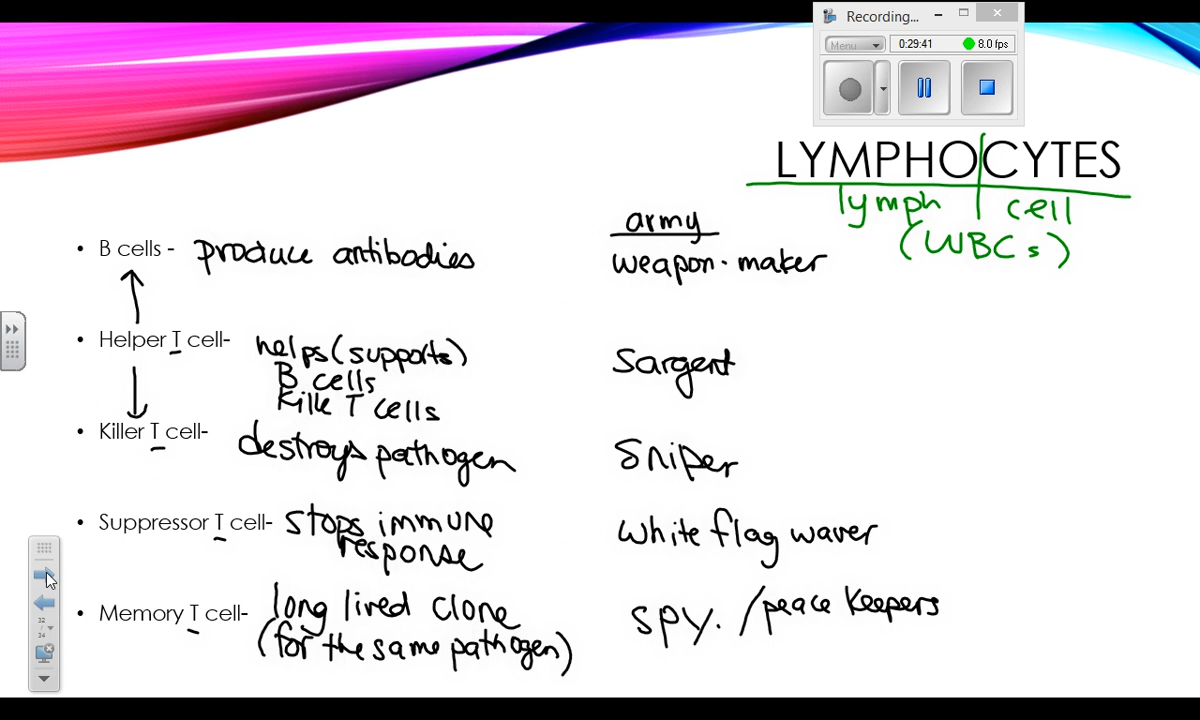 Recording...
Menu
0:29:41
8.0 fps
LYMPHOCYTES
lymph cell
(WBCs)
army
• B cells - produce antibodies
weapon-maker
• Helper T cell- helps (supports)
B cells
Kille T cells
Sargent
• Killer T cell- destroys pathogen
Sniper
• Suppressor T cell- stops immune
response
white flag waver
• Memory T cell- long lived clone
(for the same pathogen)
spy. /peace keepers
32
/
34